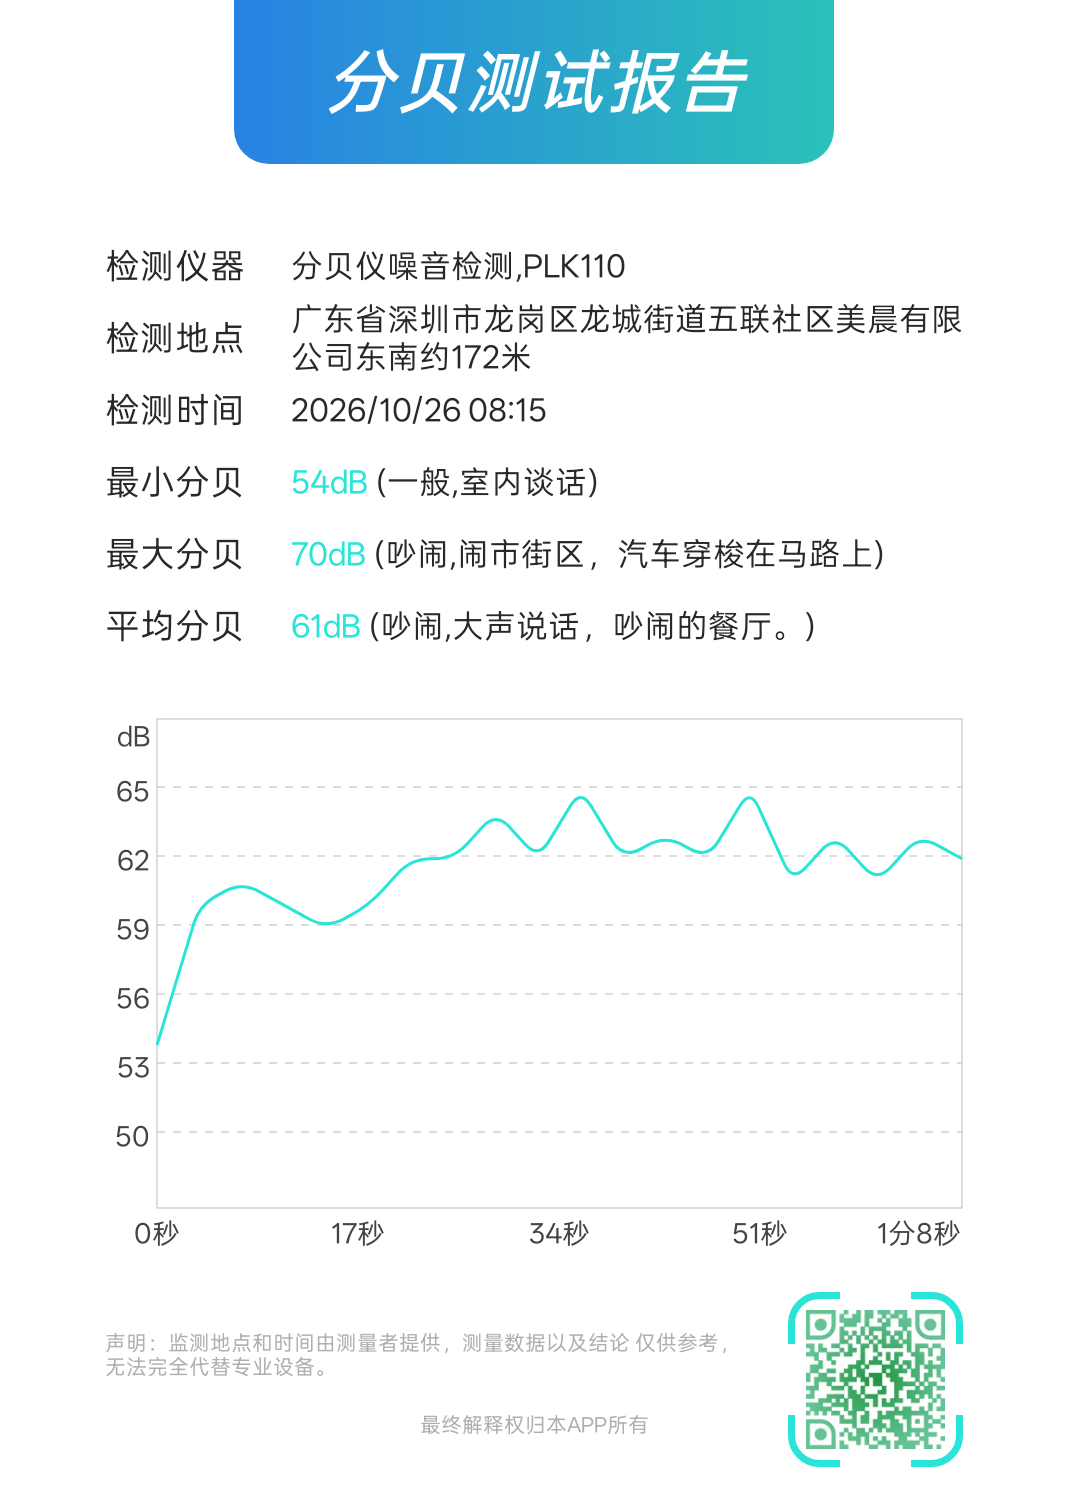 分贝测试报告
检测仪器 分贝仪噪音检测,PLK110
检测地点 广东省深圳市龙岗区龙城街道五联社区美晨有限
公司东南约172米
检测时间 2026/10/26 08:15
最小分贝 54dB (一般,室内谈话)
最大分贝 70dB (吵闹,闹市街区，汽车穿梭在马路上)
平均分贝 61dB (吵闹,大声说话，吵闹的餐厅。)
dB
65
62
59
56
53
50
0秒 17秒 34秒 51秒 1分8秒
声明：监测地点和时间由测量者提供，测量数据以及结论 仅供参考，
无法完全代替专业设备。
最终解释权归本APP所有